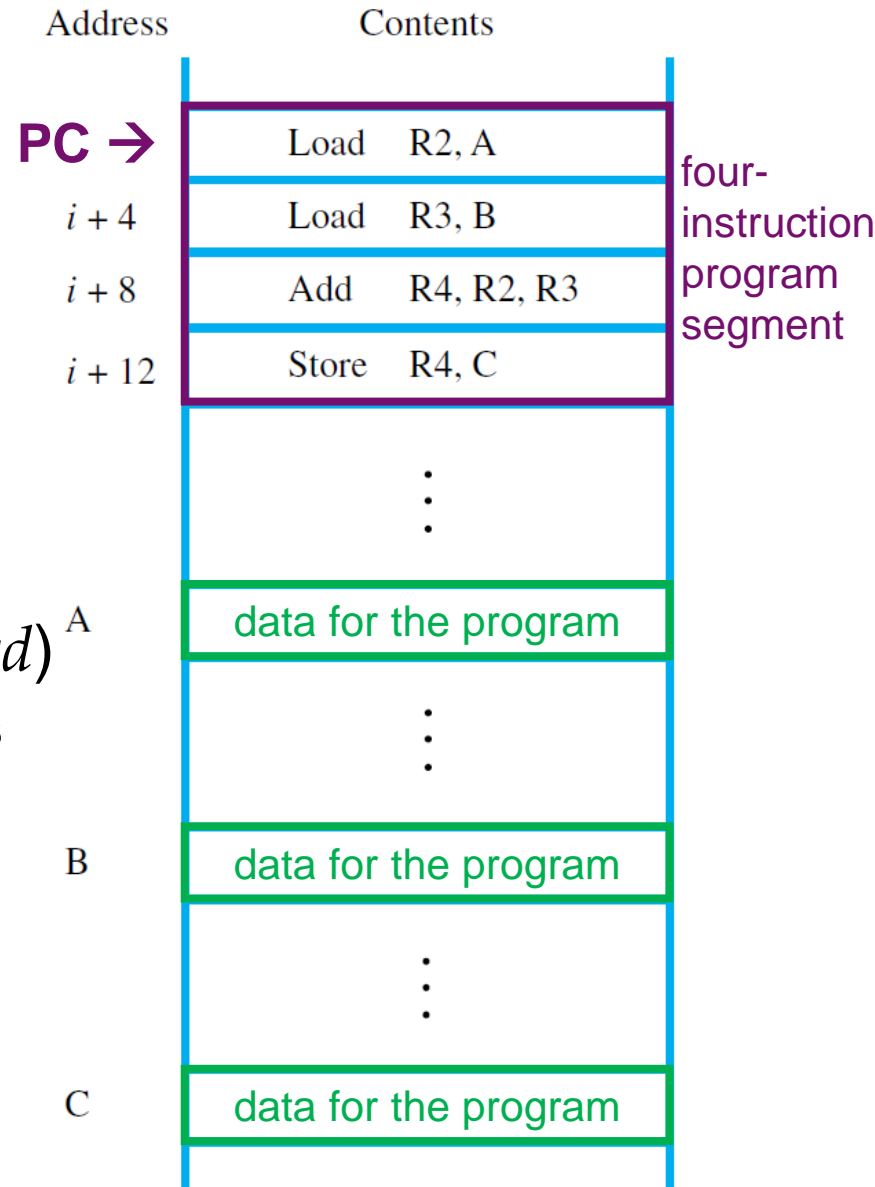 Address Contents
PC → Load R2, A
i + 4 Load R3, B
i + 8 Add R4, R2, R3
i + 12 Store R4, C
four-
instruction
program
segment
A data for the program
d)
B data for the program
C data for the program